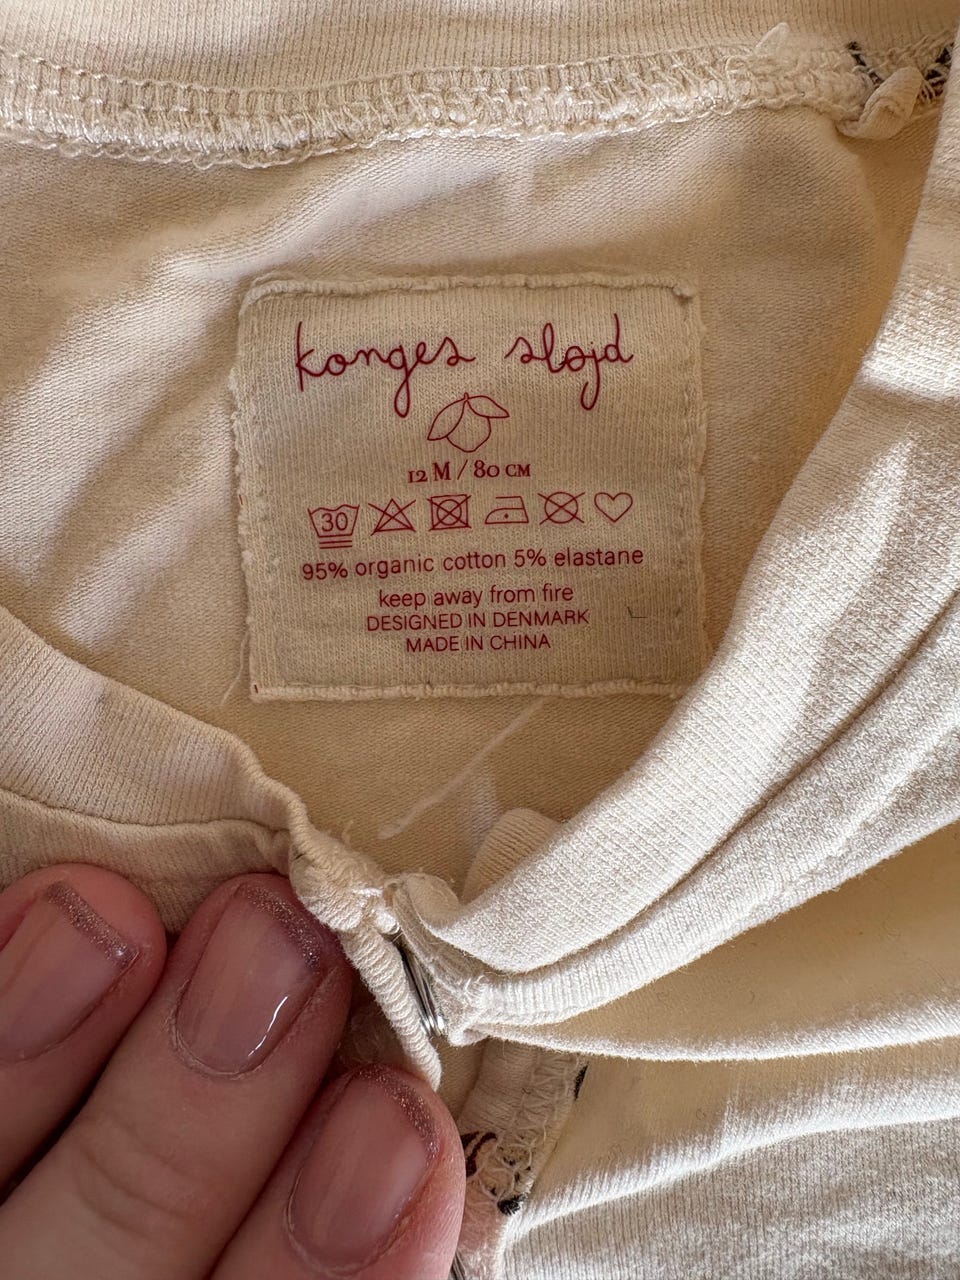 konges sløjd
12 M / 80 CM
30
95% organic cotton 5% elastane
keep away from fire
DESIGNED IN DENMARK
MADE IN CHINA